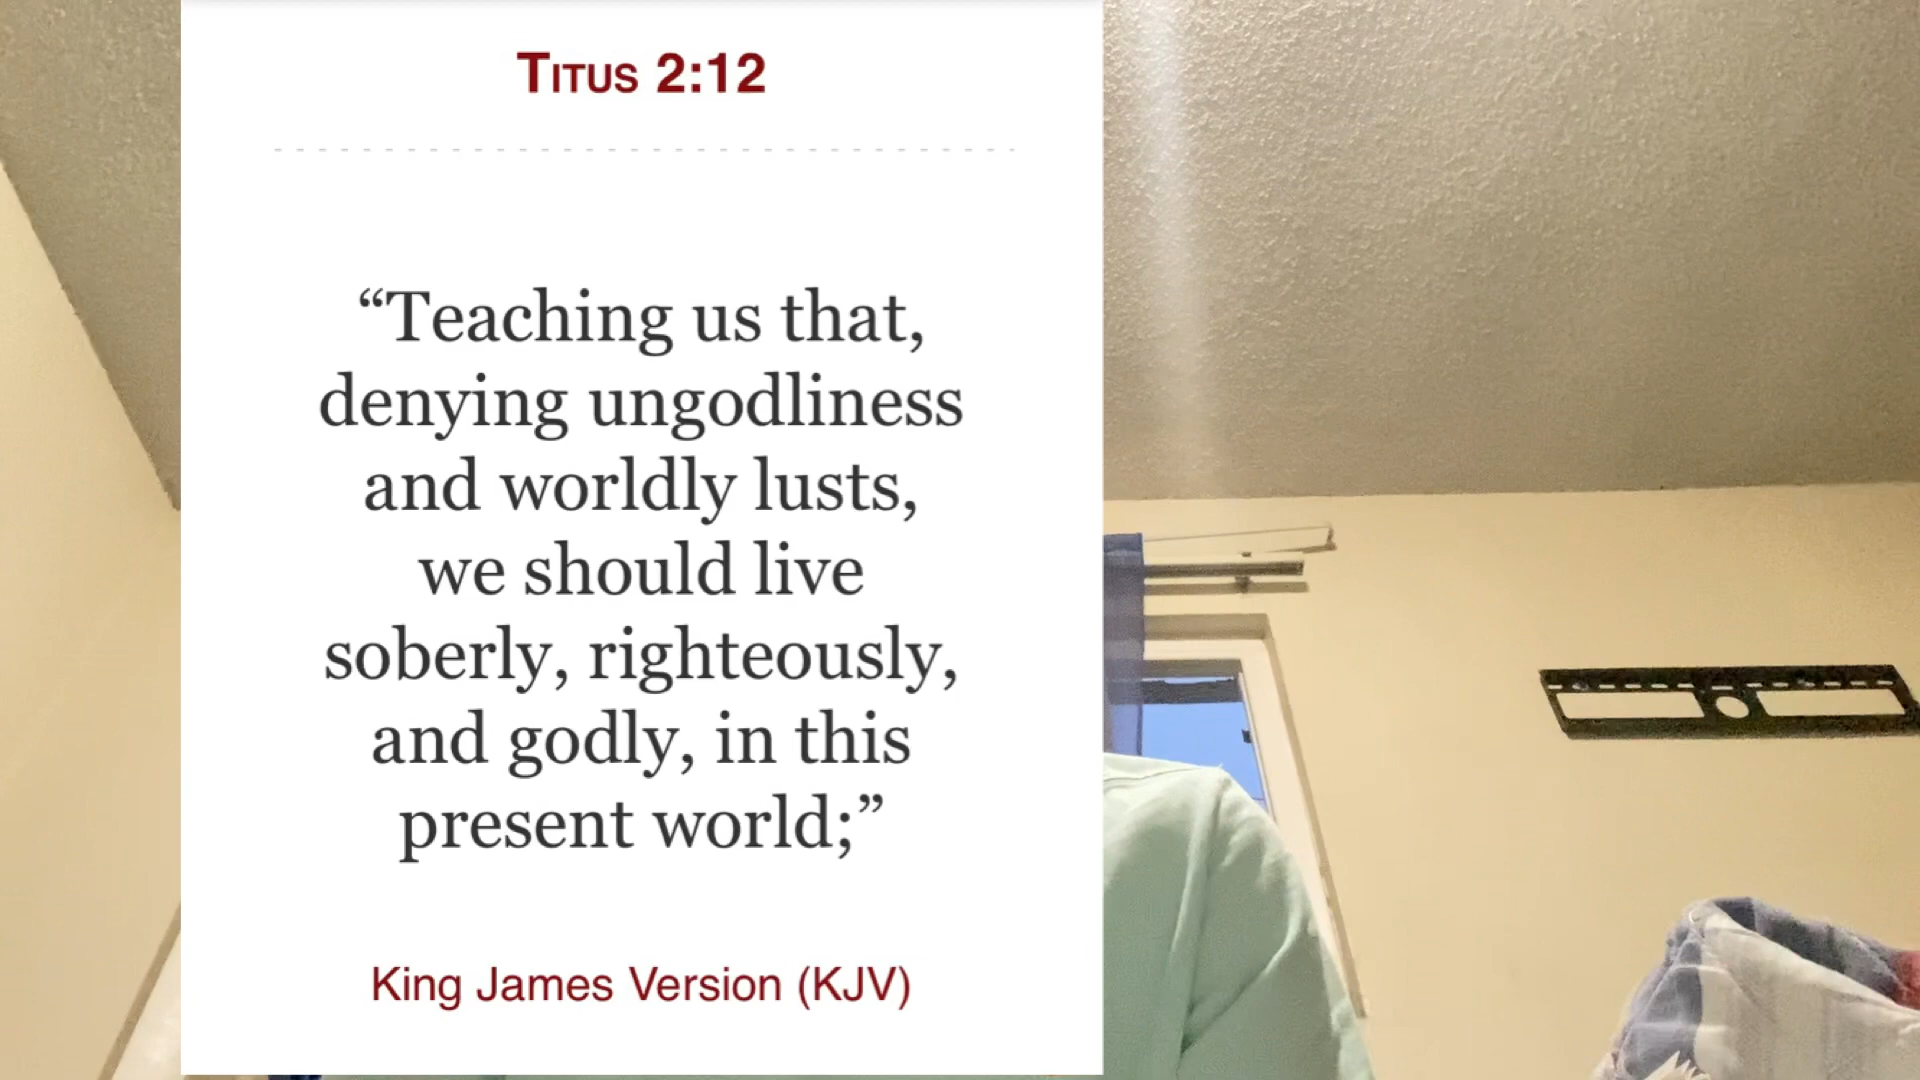 TITUS 2:12
“Teaching us that,
denying ungodliness
and worldly lusts,
we should live
soberly, righteously,
and godly, in this
present world;”
King James Version (KJV)